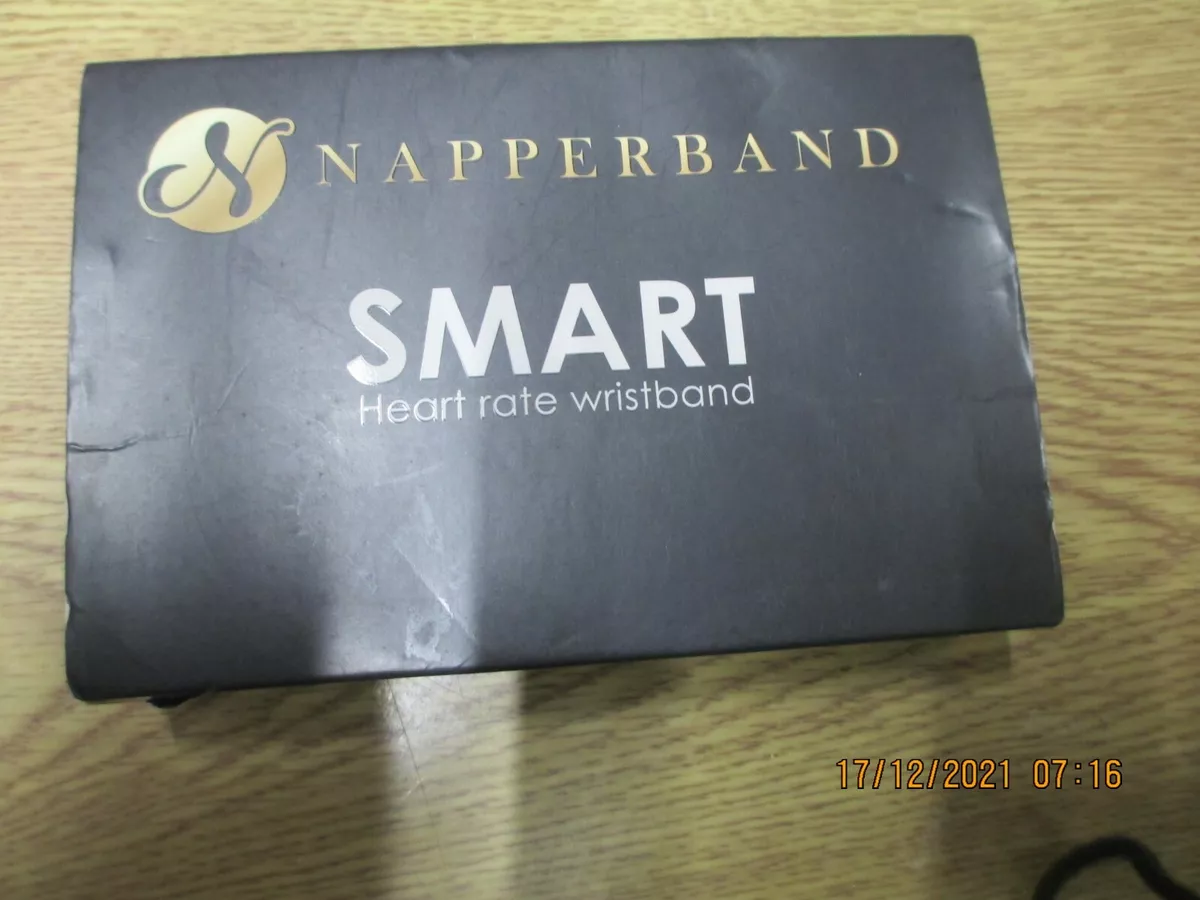 N NAPPERBAND
SMART
Heart rate wristband
17/12/2021 07:16